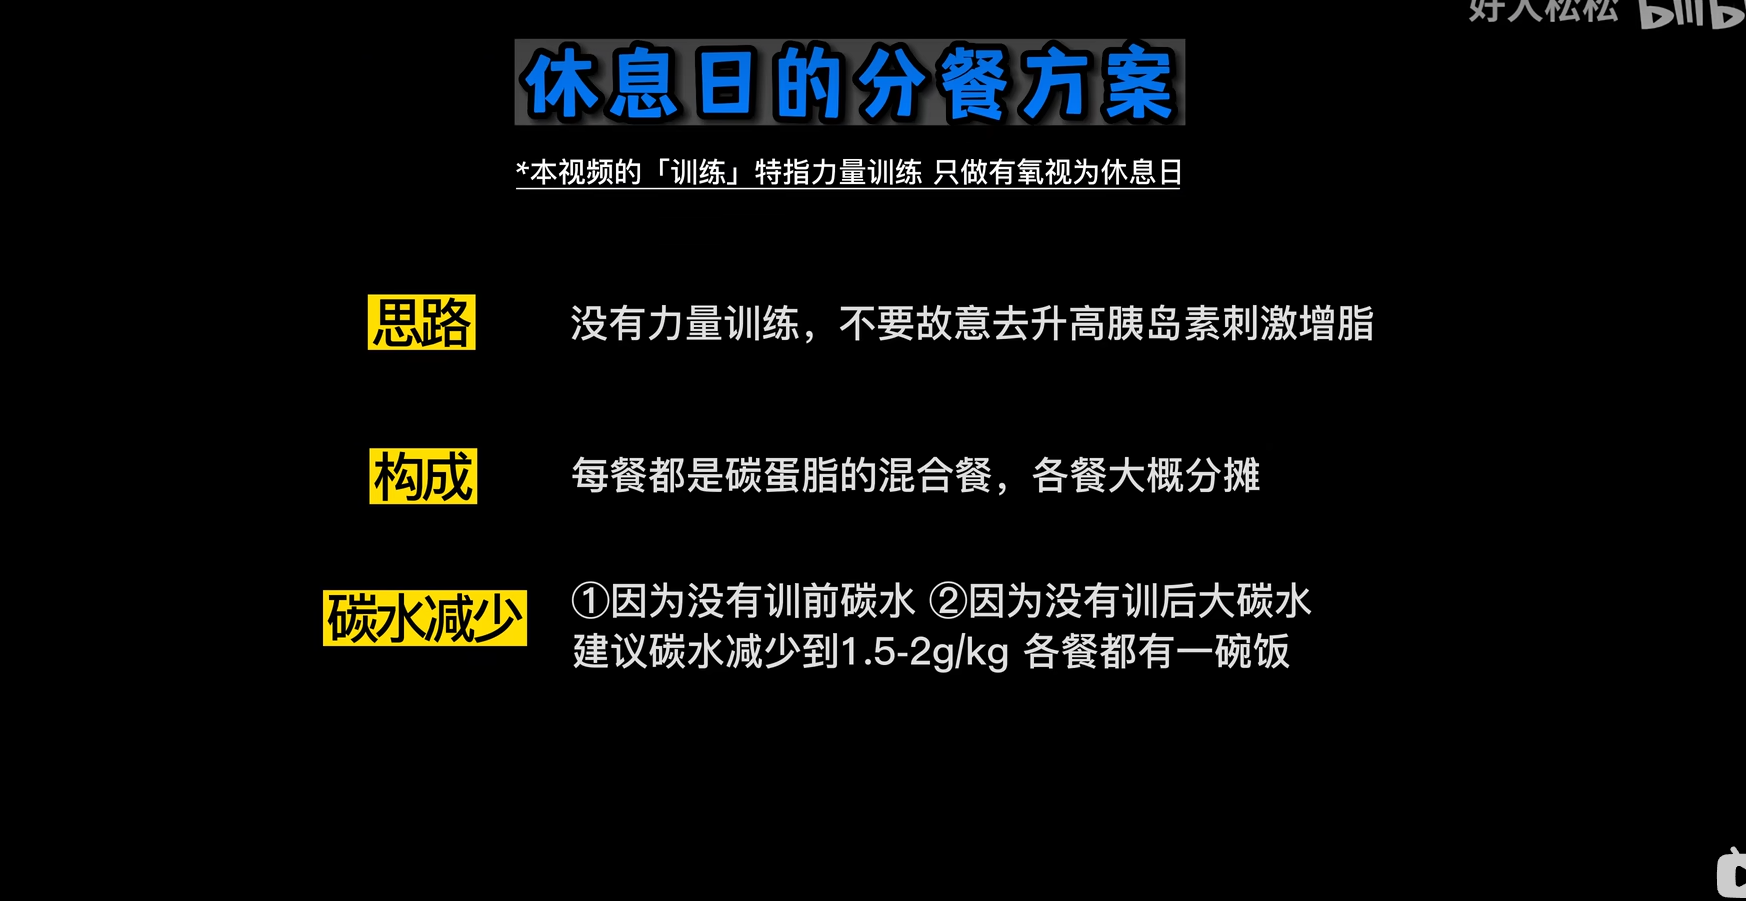 好人松松 bilibili
休息日的分餐方案
*本视频的「训练」特指力量训练 只做有氧视为休息日
思路
没有力量训练，不要故意去升高胰岛素刺激增脂
构成
每餐都是碳蛋脂的混合餐，各餐大概分摊
碳水减少
①因为没有训前碳水 ②因为没有训后大碳水
建议碳水减少到1.5-2g/kg 各餐都有一碗饭